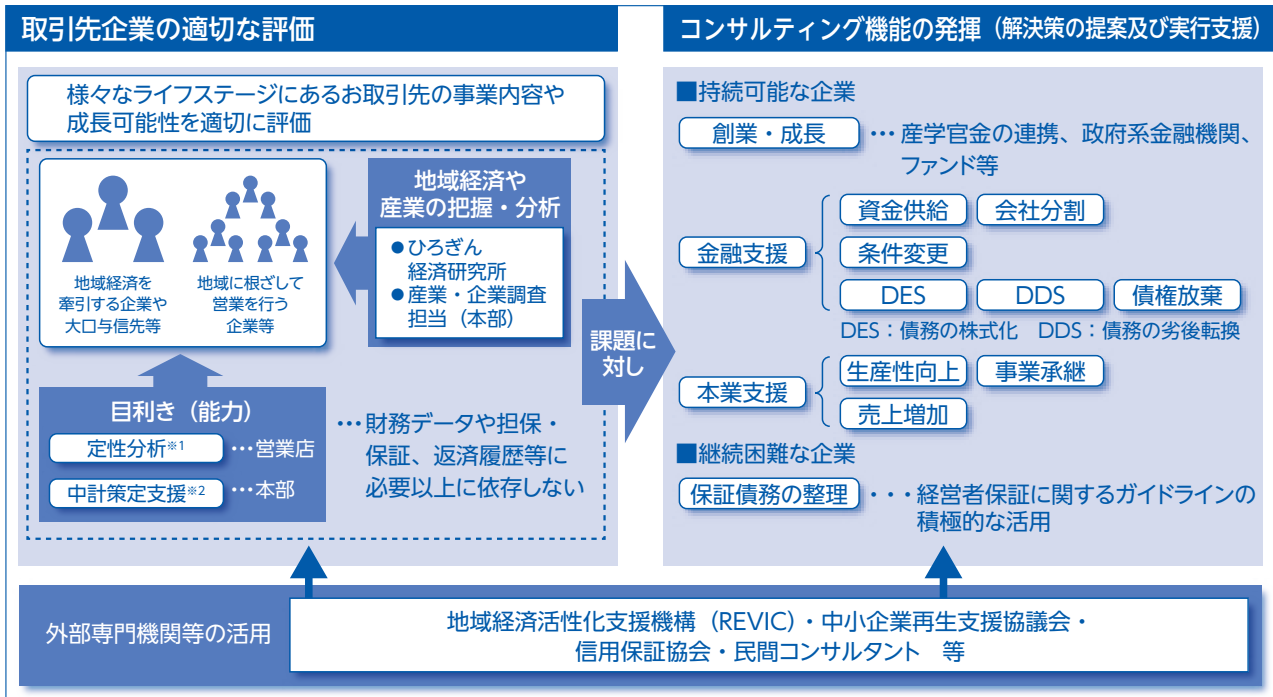 取引先企業の適切な評価
様々なライフステージにあるお取引先の事業内容や
成長可能性を適切に評価
地域経済を
牽引する企業や
大口与信先等
地域に根ざして
営業を行う
企業等
地域経済や
産業の把握・分析
●ひろぎん
経済研究所
●産業・企業調査
担当（本部）
目利き（能力）
定性分析※1 …営業店
中計策定支援※2 …本部
…財務データや担保・
保証、返済履歴等に
必要以上に依存しない
課題に
対し
コンサルティング機能の発揮（解決策の提案及び実行支援）
■持続可能な企業
創業・成長 … 産学官金の連携、政府系金融機関、
ファンド等
金融支援
資金供給 会社分割
条件変更
DES DDS 債権放棄
DES：債務の株式化 DDS：債務の劣後転換
本業支援
生産性向上 事業承継
売上増加
■継続困難な企業
保証債務の整理 ・・・経営者保証に関するガイドラインの
積極的な活用
外部専門機関等の活用
地域経済活性化支援機構（REVIC）・中小企業再生支援協議会・
信用保証協会・民間コンサルタント 等